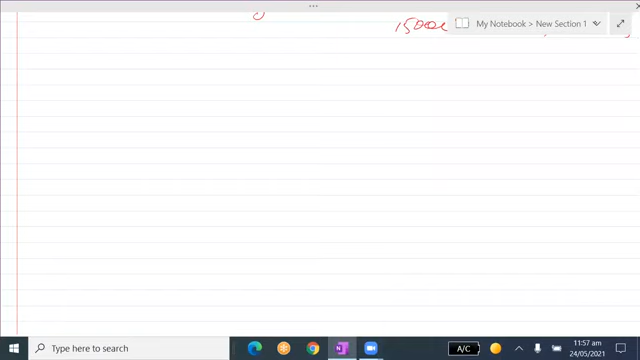 My Notebook > New Section 1
Type here to search
A/C
11:57 am
24/05/2021